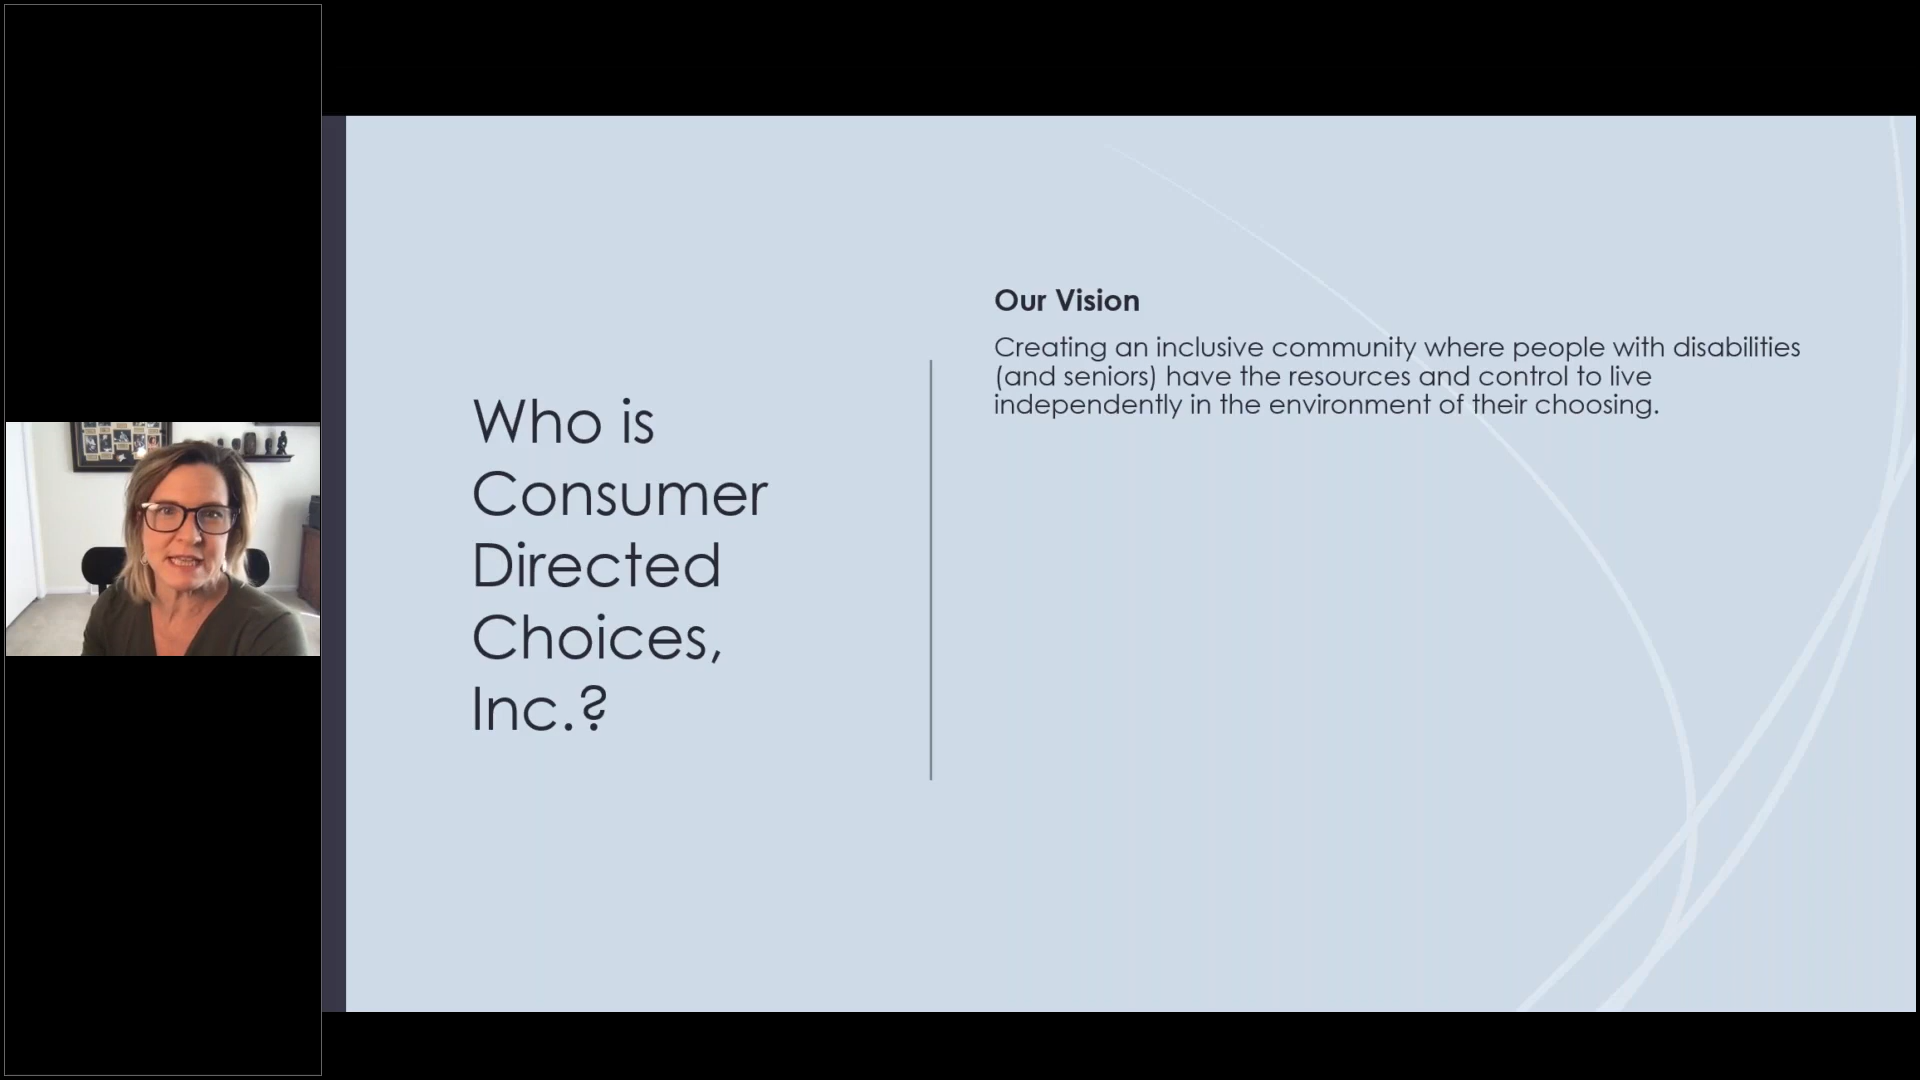 Who is
Consumer
Directed
Choices,
Inc.?
Our Vision
Creating an inclusive community where people with disabilities
(and seniors) have the resources and control to live
independently in the environment of their choosing.